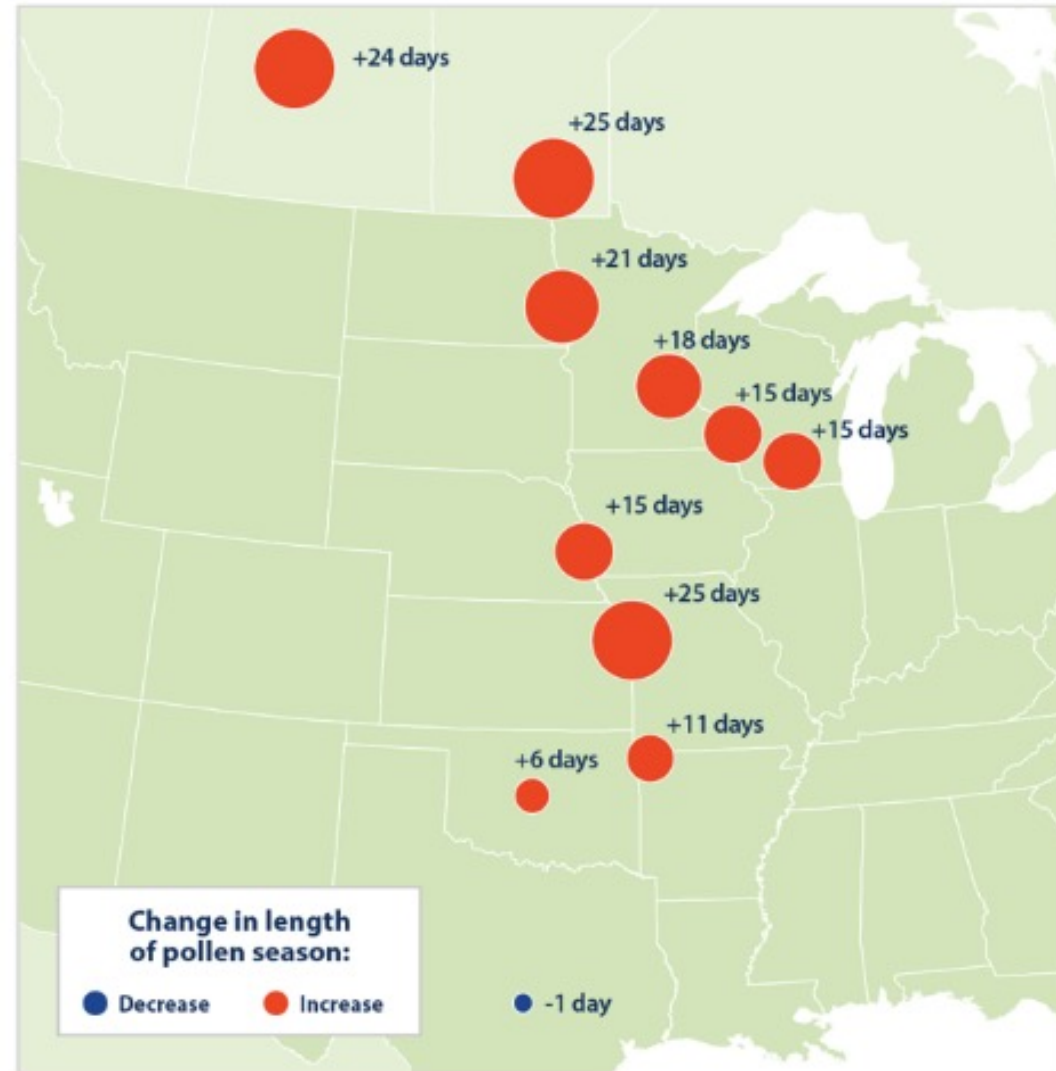 +24 days
+25 days
+21 days
+18 days
+15 days
+15 days
+15 days
+25 days
+11 days
+6 days
Change in length
of pollen season:
Decrease
Increase
-1 day